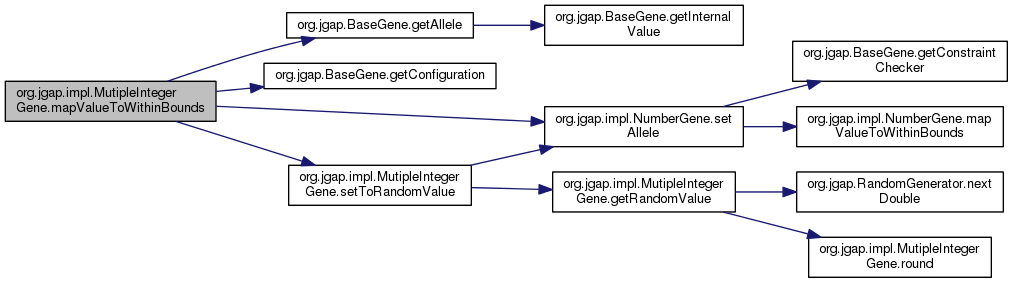 org.jgap.impl.MutipleInteger
Gene.mapValueToWithinBounds
org.jgap.BaseGene.getAllele
org.jgap.BaseGene.getInternal
Value
org.jgap.BaseGene.getConfiguration
org.jgap.impl.NumberGene.set
Allele
org.jgap.BaseGene.getConstraint
Checker
org.jgap.impl.NumberGene.map
ValueToWithinBounds
org.jgap.impl.MutipleInteger
Gene.setToRandomValue
org.jgap.impl.MutipleInteger
Gene.getRandomValue
org.jgap.RandomGenerator.next
Double
org.jgap.impl.MutipleInteger
Gene.round